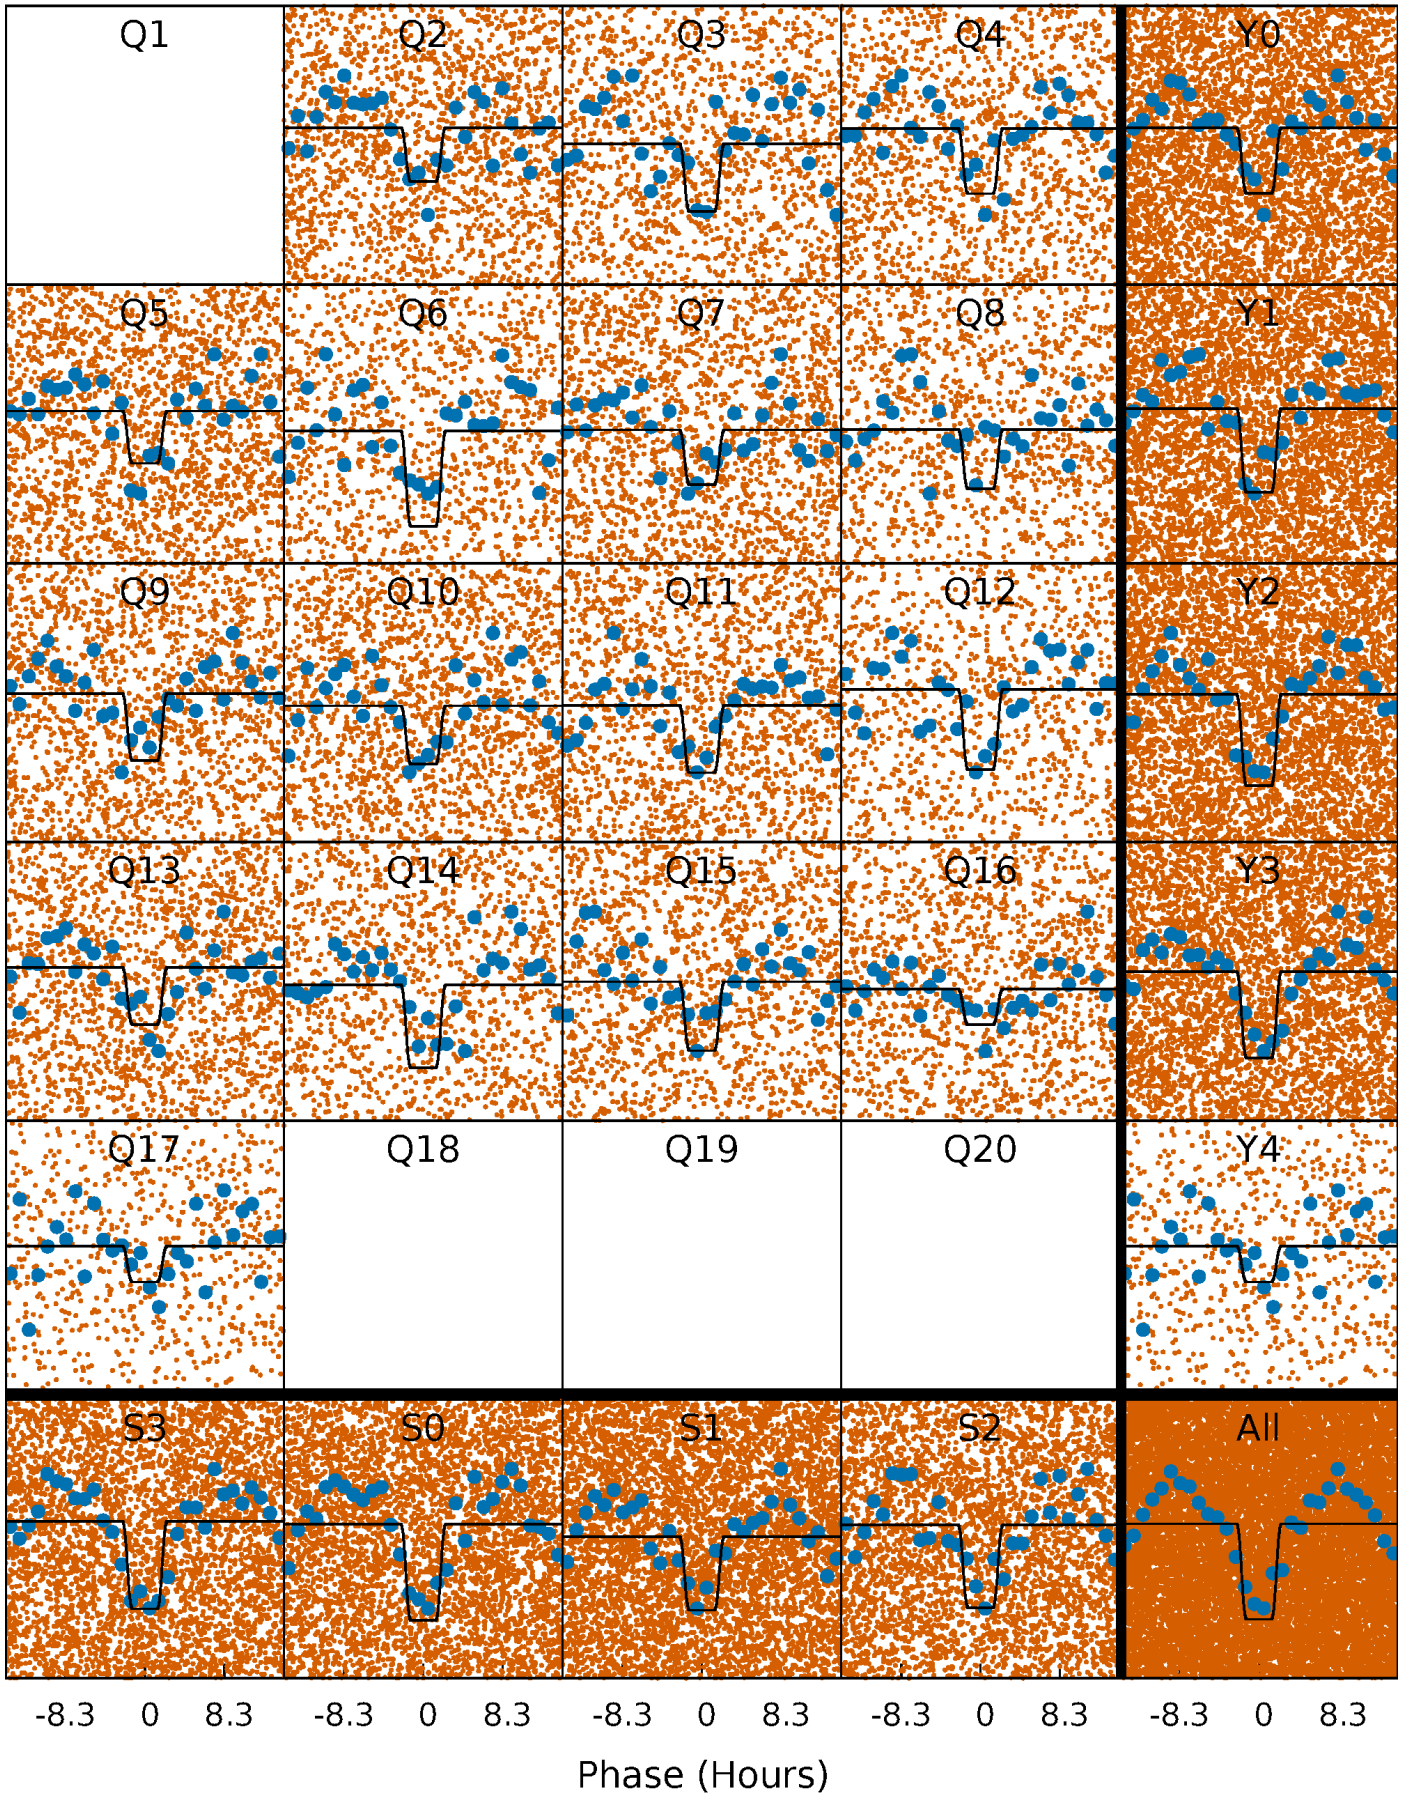 Q1 Q2 Q3 Q4 Y0
Q5 Q6 Q7 Q8 Y1
Q9 Q10 Q11 Q12 Y2
Q13 Q14 Q15 Q16 Y3
Q17 Q18 Q19 Q20 Y4
S3 S0 S1 S2 All
-8.3 0 8.3 -8.3 0 8.3 -8.3 0 8.3 -8.3 0 8.3 -8.3 0 8.3
Phase (Hours)